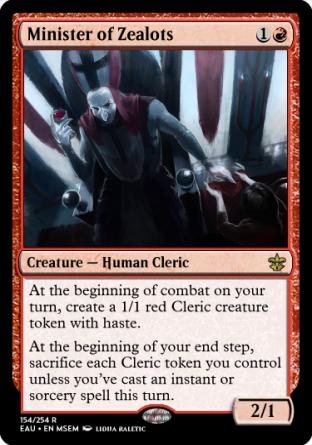 Minister of Zealots 1
Creature — Human Cleric
At the beginning of combat on your
turn, create a 1/1 red Cleric creature
token with haste.
At the beginning of your end step,
sacrifice each Cleric token you control
unless you've cast an instant or
sorcery spell this turn.
2/1
154/254 R
EAU • EN MSEM LIDIJA RALETIC